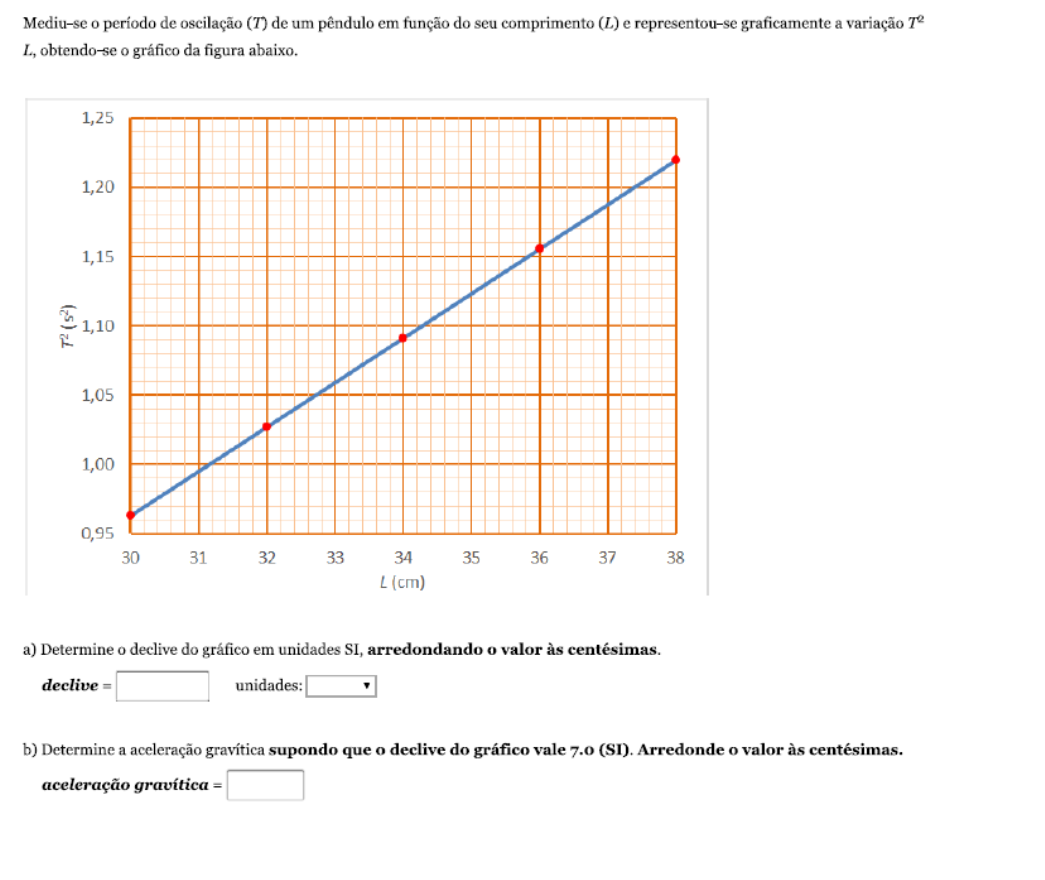 Mediu-se o período de oscilação (T) de um pêndulo em função do seu comprimento (L) e representou-se graficamente a variação T²
L, obtendo-se o gráfico da figura abaixo.
1,25
1,20
1,15
1,10
1,05
1,00
0,95
T² (s²)
30 31 32 33 34 35 36 37 38
L (cm)
a) Determine o declive do gráfico em unidades SI, arredondando o valor às centésimas.
declive = unidades:
b) Determine a aceleração gravítica supondo que o declive do gráfico vale 7.0 (SI). Arredonde o valor às centésimas.
aceleração gravítica =